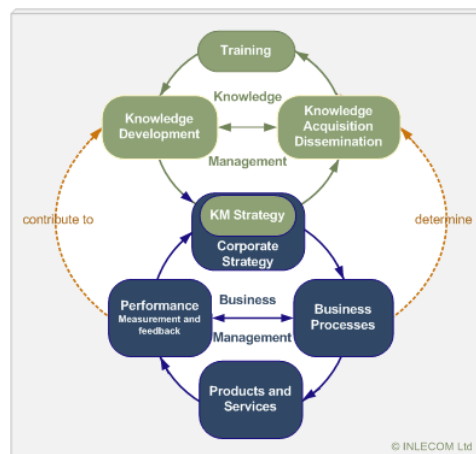 Training
Knowledge
Knowledge
Development
Knowledge
Acquisition
Dissemination
Management
KM Strategy
contribute to
determine
Corporate
Strategy
Performance
Measurement and
feedback
Business
Business
Processes
Management
Products and
Services
© INLECOM Ltd